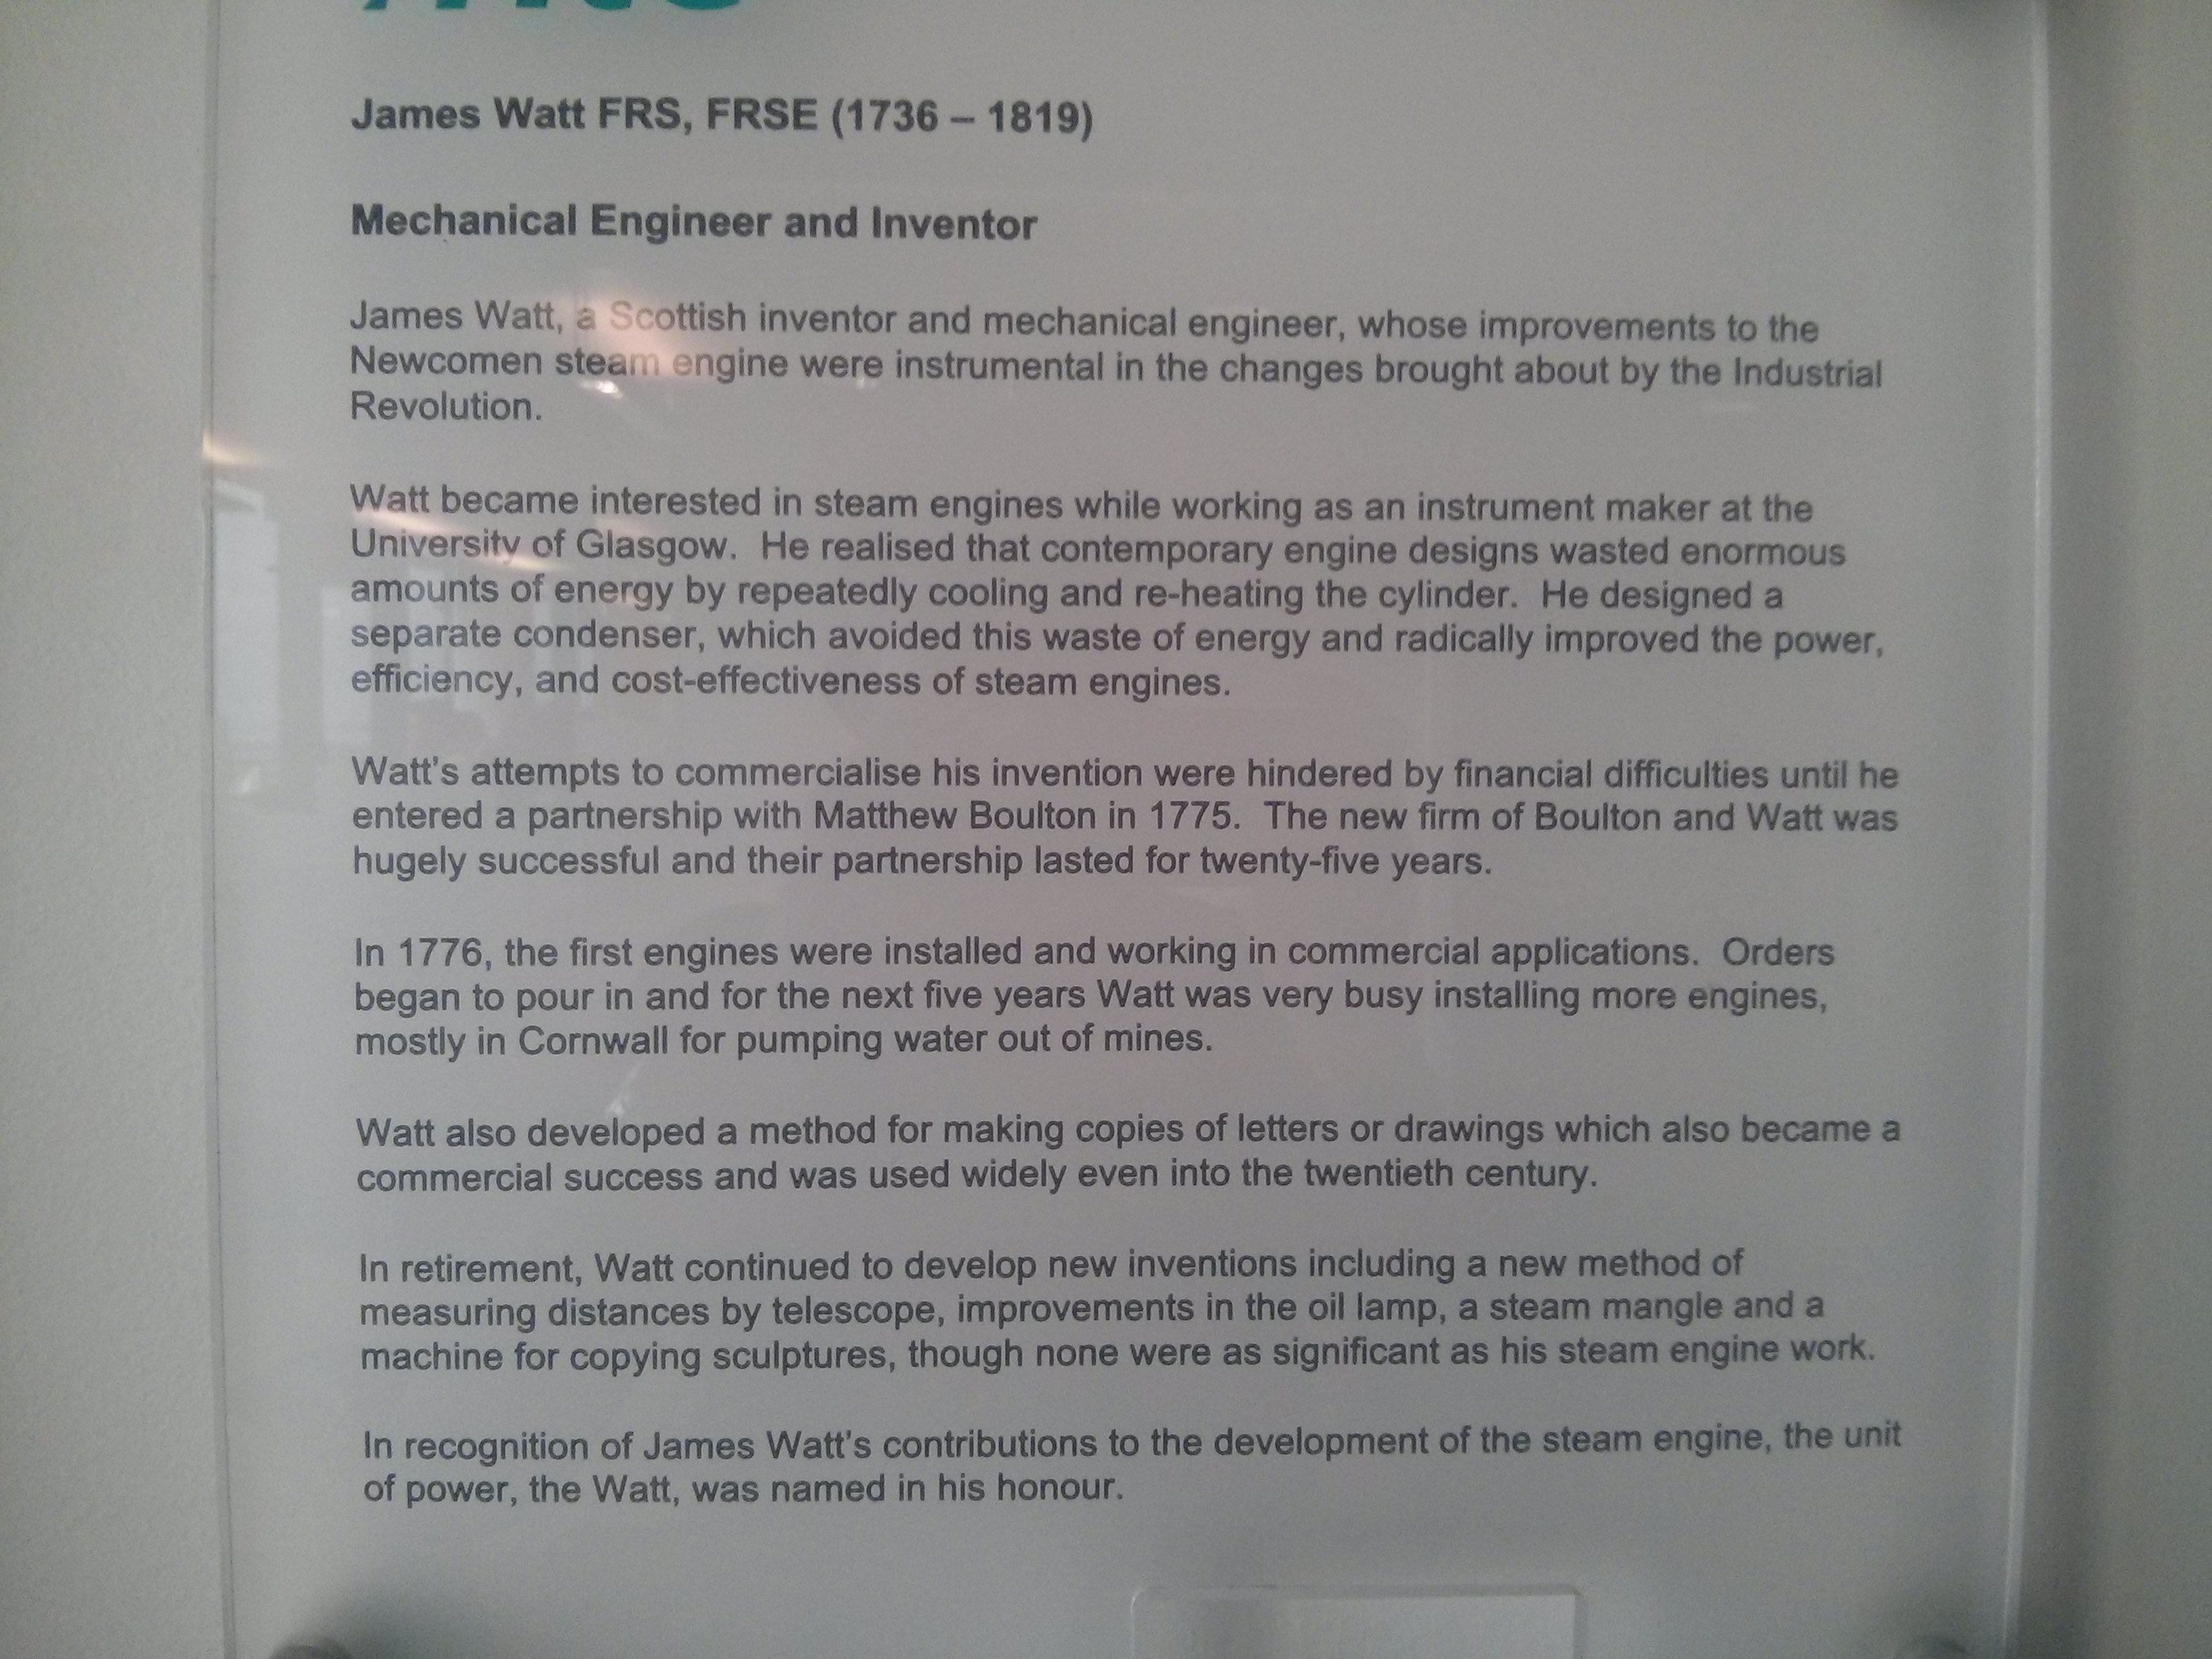 James Watt FRS, FRSE (1736 – 1819)
Mechanical Engineer and Inventor
James Watt, a Scottish inventor and mechanical engineer, whose improvements to the
Newcomen steam engine were instrumental in the changes brought about by the Industrial
Revolution.
Watt became interested in steam engines while working as an instrument maker at the
University of Glasgow.  He realised that contemporary engine designs wasted enormous
amounts of energy by repeatedly cooling and re-heating the cylinder.  He designed a
separate condenser, which avoided this waste of energy and radically improved the power,
efficiency, and cost-effectiveness of steam engines.
Watt's attempts to commercialise his invention were hindered by financial difficulties until he
entered a partnership with Matthew Boulton in 1775.  The new firm of Boulton and Watt was
hugely successful and their partnership lasted for twenty-five years.
In 1776, the first engines were installed and working in commercial applications.  Orders
began to pour in and for the next five years Watt was very busy installing more engines,
mostly in Cornwall for pumping water out of mines.
Watt also developed a method for making copies of letters or drawings which also became a
commercial success and was used widely even into the twentieth century.
In retirement, Watt continued to develop new inventions including a new method of
measuring distances by telescope, improvements in the oil lamp, a steam mangle and a
machine for copying sculptures, though none were as significant as his steam engine work.
In recognition of James Watt's contributions to the development of the steam engine, the unit
of power, the Watt, was named in his honour.